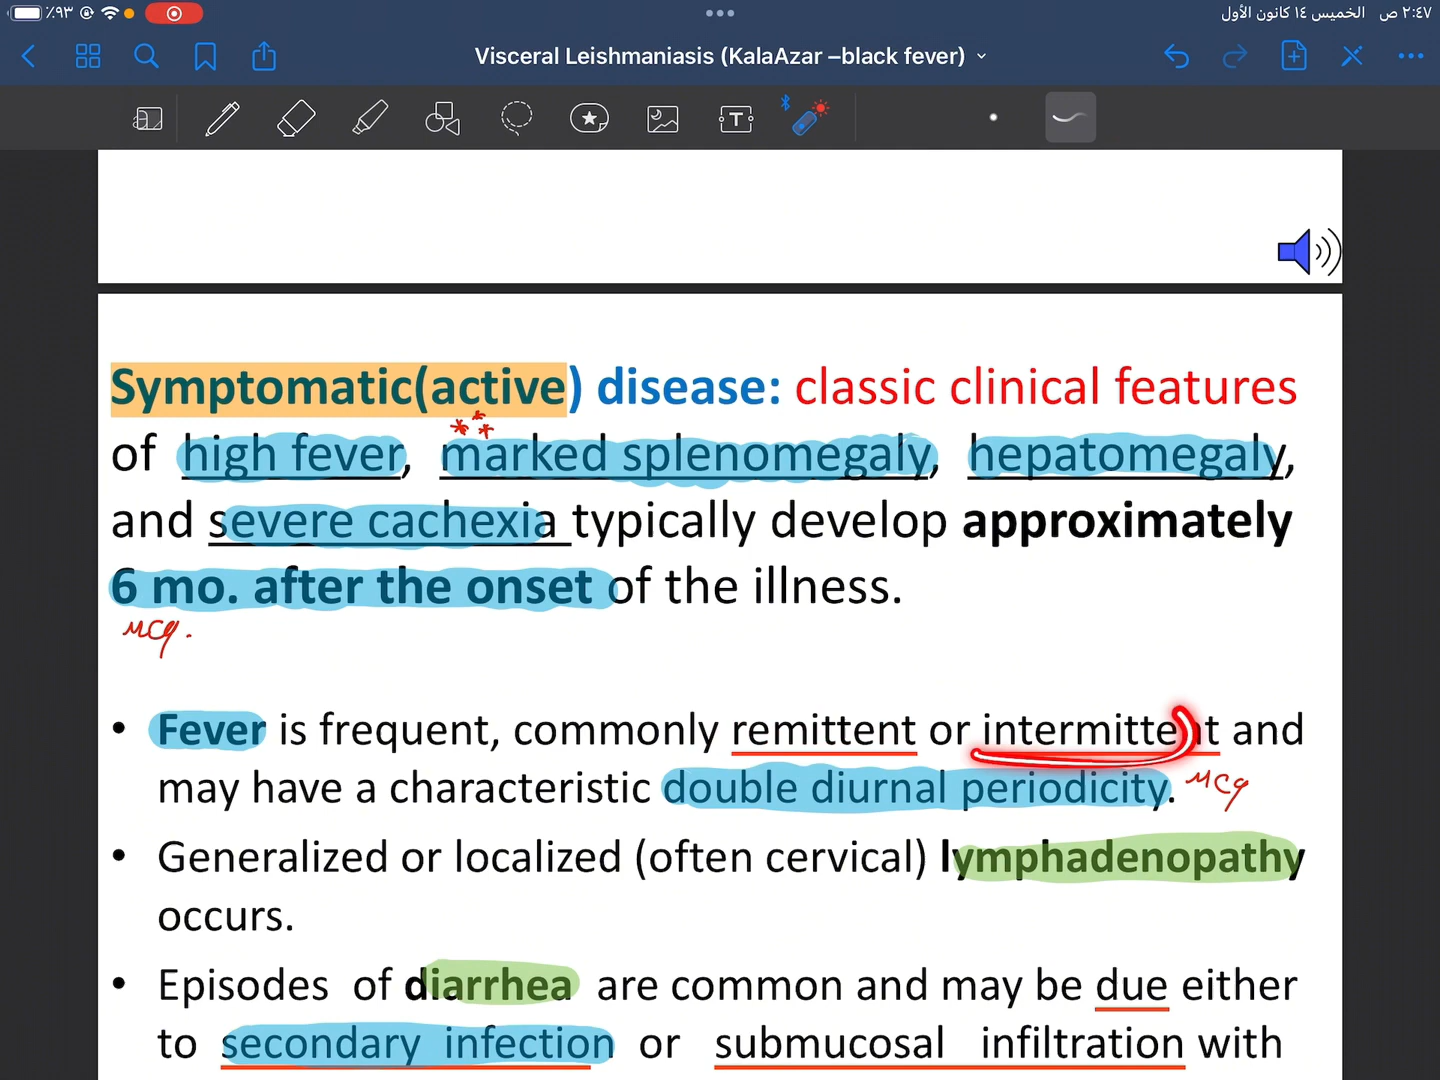 ٪٩٣
الخميس ١٤ كانون الأول ٢:٤٧ ص
Visceral Leishmaniasis (KalaAzar –black fever)
T
Symptomatic(active) disease: classic clinical features
of high fever, marked splenomegaly, hepatomegaly,
and severe cachexia typically develop approximately
6 mo. after the onset of the illness.
mcq.
• Fever is frequent, commonly remittent or intermittent and
may have a characteristic double diurnal periodicity. mcq
• Generalized or localized (often cervical) lymphadenopathy
occurs.
• Episodes of diarrhea are common and may be due either
to secondary infection or submucosal infiltration with